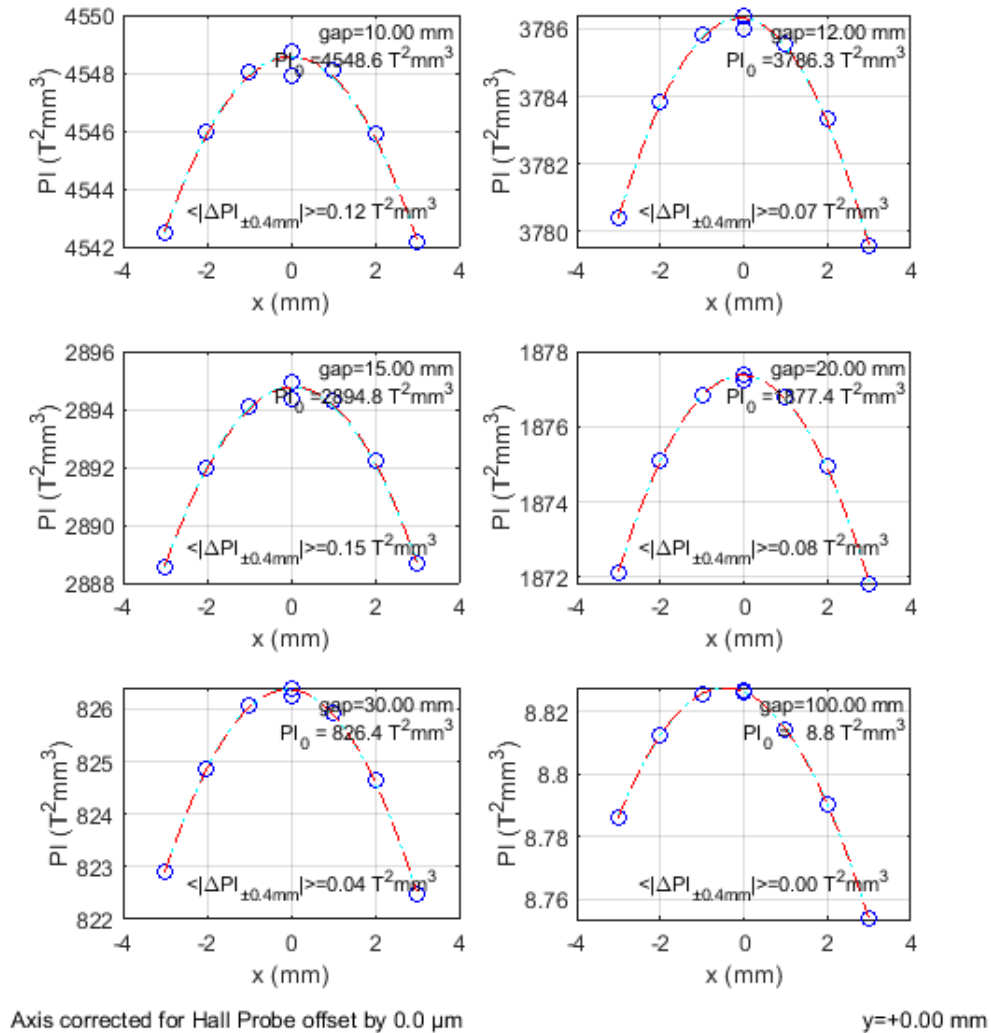 gap=10.00 mm
PI0 =4548.6 T²mm³
<|ΔPI±0.4mm|>=0.12 T²mm³
PI (T²mm³)
4550
4548
4546
4544
4542
-4 -2 0 2 4
x (mm)
gap=12.00 mm
PI0 =3786.3 T²mm³
<|ΔPI±0.4mm|>=0.07 T²mm³
PI (T²mm³)
3786
3784
3782
3780
-4 -2 0 2 4
x (mm)
gap=15.00 mm
PI0 =2894.8 T²mm³
<|ΔPI±0.4mm|>=0.15 T²mm³
PI (T²mm³)
2896
2894
2892
2890
2888
-4 -2 0 2 4
x (mm)
gap=20.00 mm
PI0 =1877.4 T²mm³
<|ΔPI±0.4mm|>=0.08 T²mm³
PI (T²mm³)
1878
1876
1874
1872
-4 -2 0 2 4
x (mm)
gap=30.00 mm
PI0 = 826.4 T²mm³
<|ΔPI±0.4mm|>=0.04 T²mm³
PI (T²mm³)
826
825
824
823
822
-4 -2 0 2 4
x (mm)
gap=100.00 mm
PI0 = 8.8 T²mm³
<|ΔPI±0.4mm|>=0.00 T²mm³
PI (T²mm³)
8.82
8.8
8.78
8.76
-4 -2 0 2 4
x (mm)
Axis corrected for Hall Probe offset by 0.0 μm
y=+0.00 mm